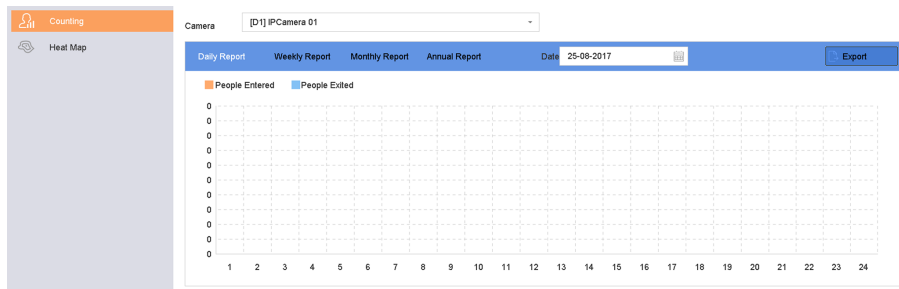 Counting
Heat Map
Camera [D1] IPCamera 01
Daily Report Weekly Report Monthly Report Annual Report Date 25-08-2017 Export
People Entered People Exited
0
0
0
0
0
0
0
0
0
0
0
1 2 3 4 5 6 7 8 9 10 11 12 13 14 15 16 17 18 19 20 21 22 23 24